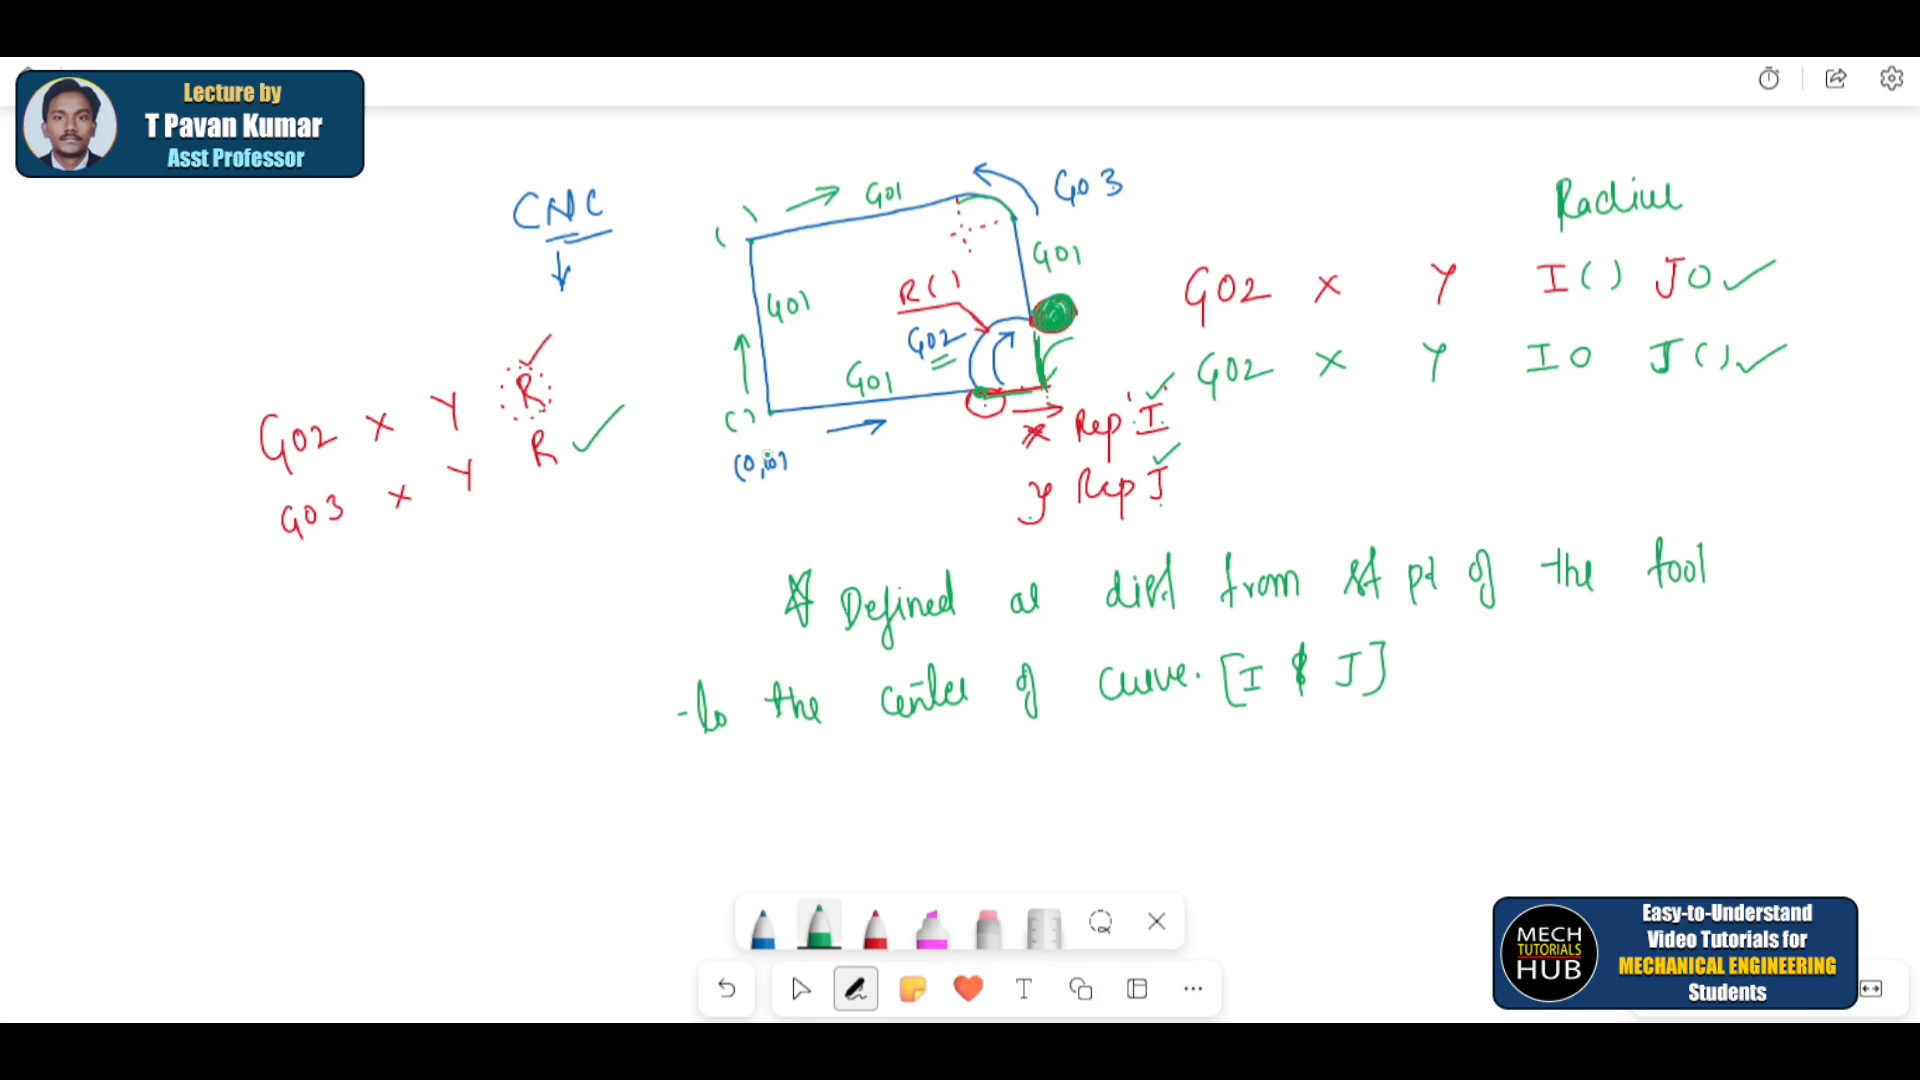 Lecture by
T Pavan Kumar
Asst Professor
CNC
G01
G03
G01
G01
R( )
G02
G01
( )
Radius
G02 X Y I( ) J0
G02 X Y I0 J( )
G02 X Y R
G03 X Y R
X Rep I
y Rep J
Defined as dist from st pt of the tool
to the center of curve. [I & J]
MECH
TUTORIALS
HUB
Easy-to-Understand
Video Tutorials for
MECHANICAL ENGINEERING
Students
T